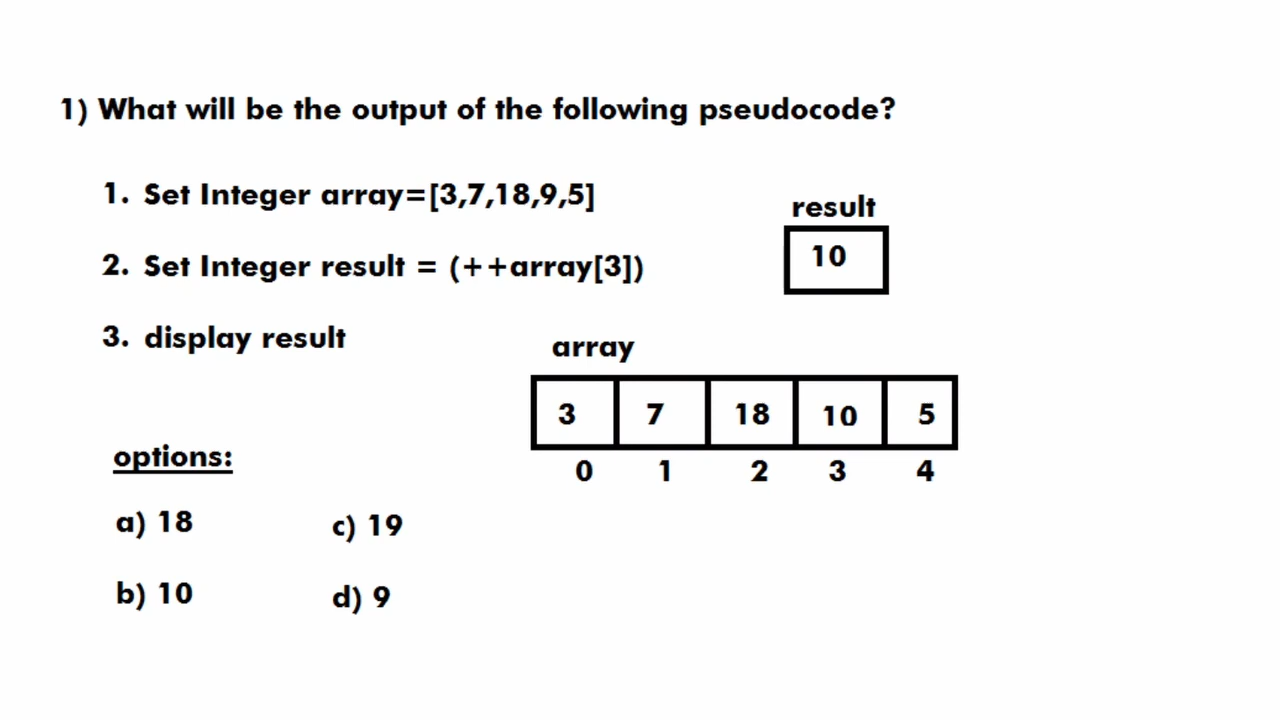 1) What will be the output of the following pseudocode?
1. Set Integer array=[3,7,18,9,5]
2. Set Integer result = (++array[3])
3. display result
result
10
array
3 7 18 10 5
0 1 2 3 4
options:
a) 18 c) 19
b) 10 d) 9